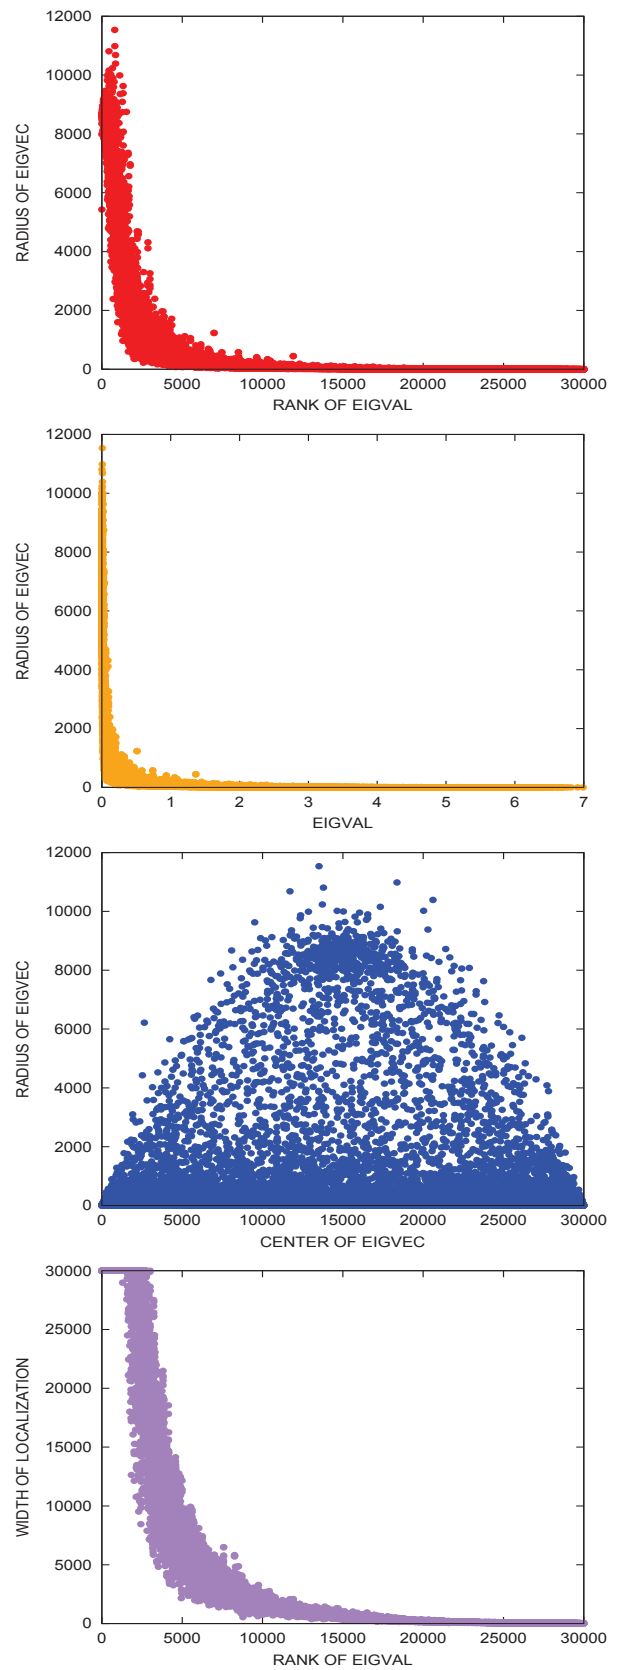 12000
10000
8000
6000
4000
2000
0
RADIUS OF EIGVEC
0 5000 10000 15000 20000 25000 30000
RANK OF EIGVAL
12000
10000
8000
6000
4000
2000
0
RADIUS OF EIGVEC
0 1 2 3 4 5 6 7
EIGVAL
12000
10000
8000
6000
4000
2000
0
RADIUS OF EIGVEC
0 5000 10000 15000 20000 25000 30000
CENTER OF EIGVEC
30000
25000
20000
15000
10000
5000
0
WIDTH OF LOCALIZATION
0 5000 10000 15000 20000 25000 30000
RANK OF EIGVAL